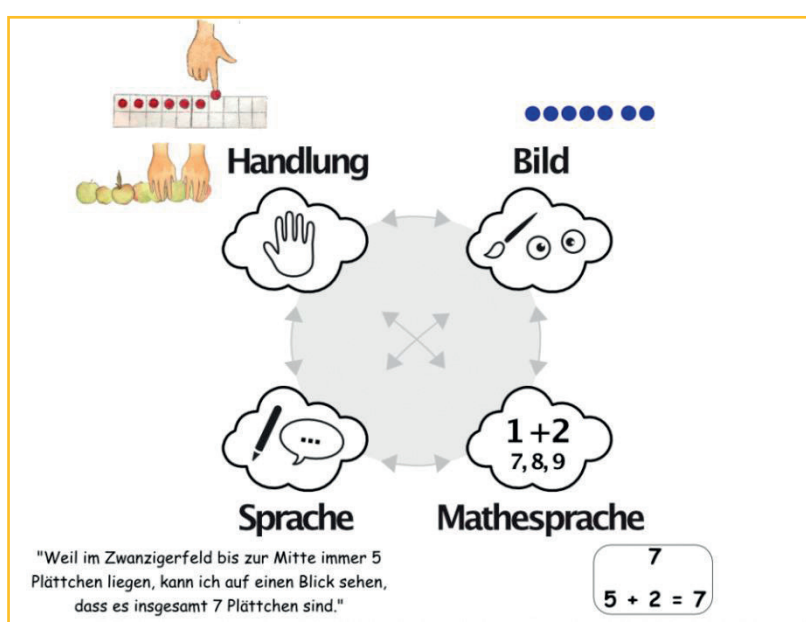 Handlung
Bild
1+2
7, 8, 9
Sprache
Mathesprache
"Weil im Zwanzigerfeld bis zur Mitte immer 5
Plättchen liegen, kann ich auf einen Blick sehen,
dass es insgesamt 7 Plättchen sind."
7
5 + 2 = 7